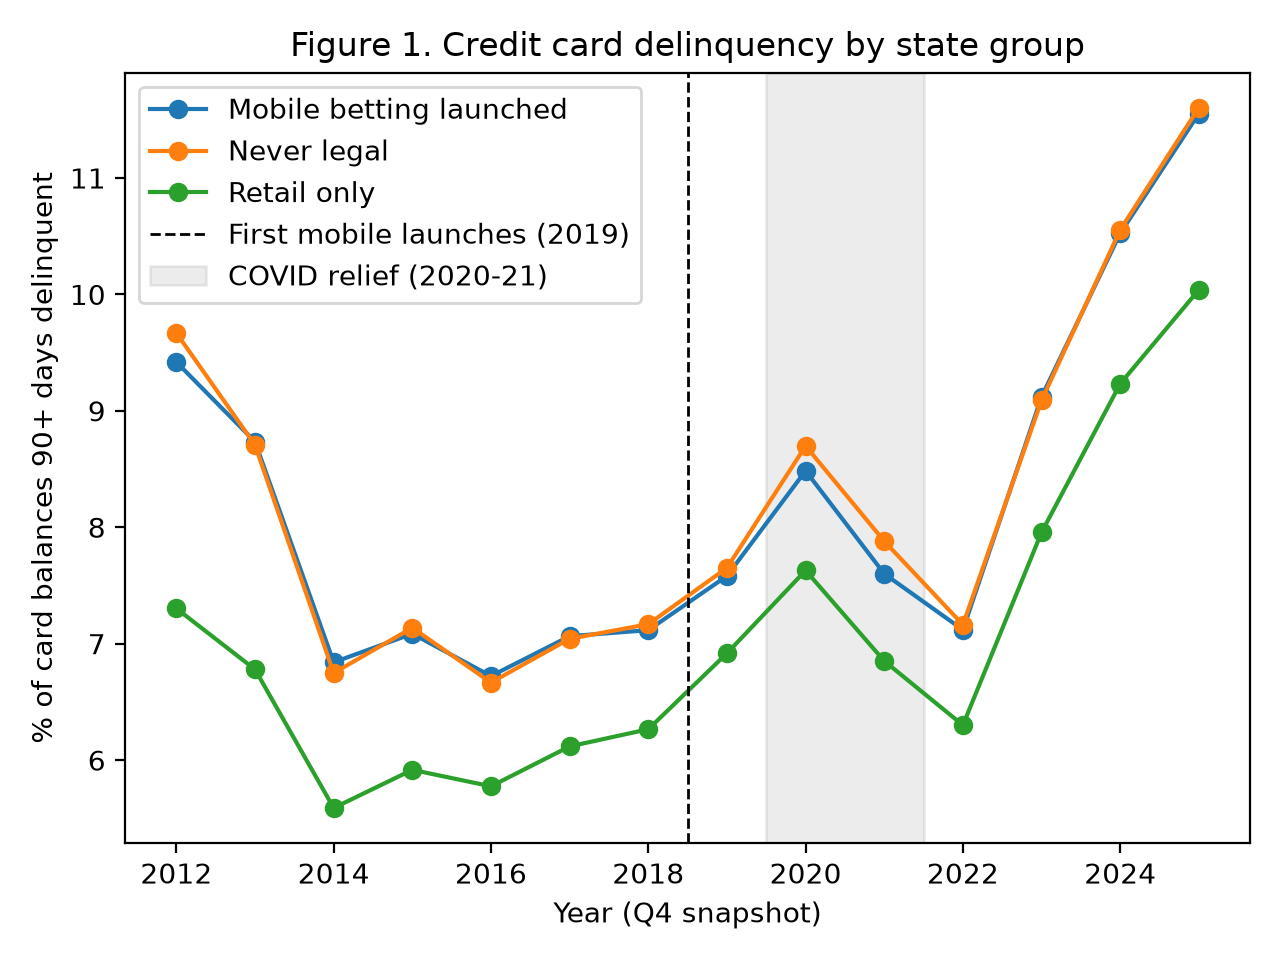 Figure 1. Credit card delinquency by state group
Mobile betting launched
Never legal
Retail only
First mobile launches (2019)
COVID relief (2020-21)
% of card balances 90+ days delinquent
11
10
9
8
7
6
2012
2014
2016
2018
2020
2022
2024
Year (Q4 snapshot)